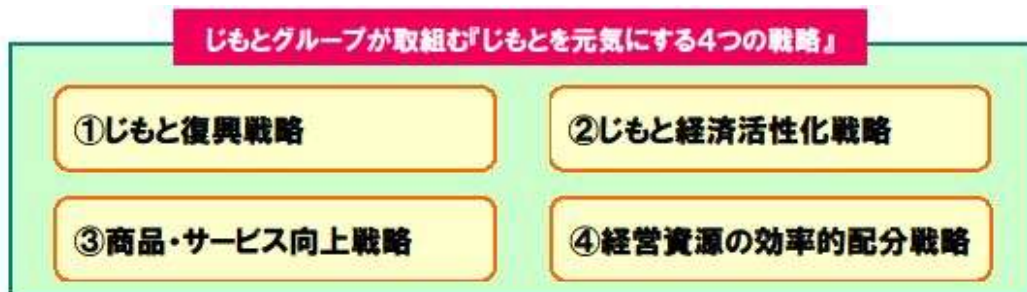 じもとグループが取組む『じもとを元気にする4つの戦略』
①じもと復興戦略
②じもと経済活性化戦略
③商品・サービス向上戦略
④経営資源の効率的配分戦略